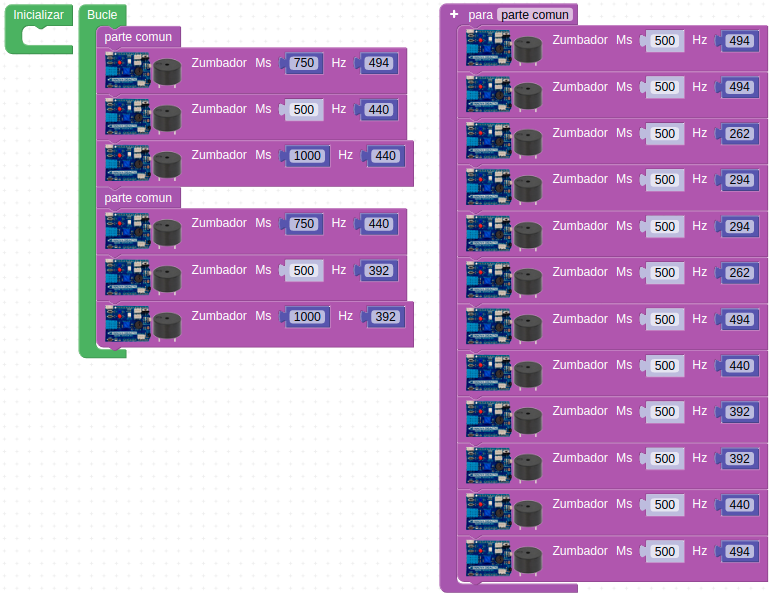 Inicializar
Bucle
parte comun
Zumbador Ms 750 Hz 494
Zumbador Ms 500 Hz 440
Zumbador Ms 1000 Hz 440
parte comun
Zumbador Ms 750 Hz 440
Zumbador Ms 500 Hz 392
Zumbador Ms 1000 Hz 392
+ para parte comun
Zumbador Ms 500 Hz 494
Zumbador Ms 500 Hz 494
Zumbador Ms 500 Hz 262
Zumbador Ms 500 Hz 294
Zumbador Ms 500 Hz 294
Zumbador Ms 500 Hz 262
Zumbador Ms 500 Hz 494
Zumbador Ms 500 Hz 440
Zumbador Ms 500 Hz 392
Zumbador Ms 500 Hz 392
Zumbador Ms 500 Hz 440
Zumbador Ms 500 Hz 494